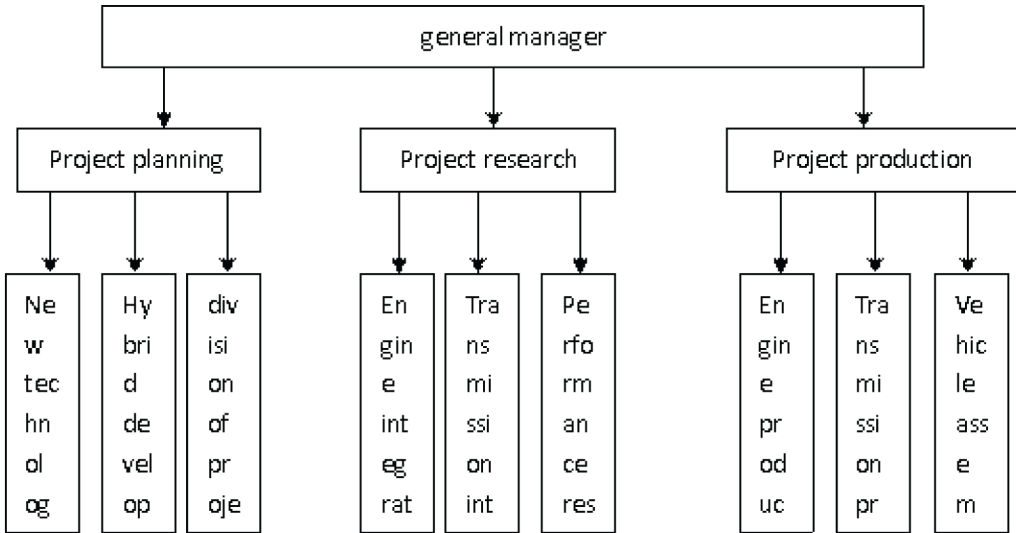 general manager
Project planning
Project research
Project production
Ne
w
tec
hn
ol
og
Hy
bri
d
de
vel
op
div
isi
on
of
pr
oje
En
gin
e
int
eg
rat
Tra
ns
mi
ssi
on
int
Pe
rfo
rm
an
ce
res
En
gin
e
pr
od
uc
Tra
ns
mi
ssi
on
pr
Ve
hic
le
ass
e
m